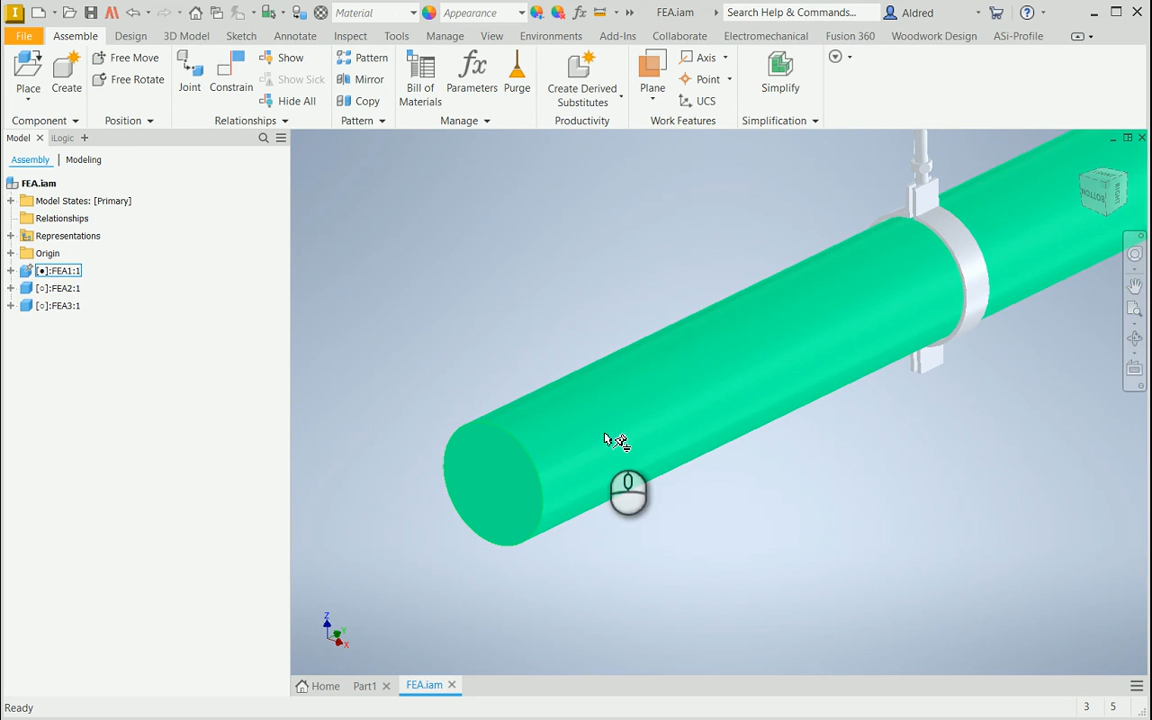 I Material Appearance FEA.iam Search Help & Commands... Aldred
File Assemble Design 3D Model Sketch Annotate Inspect Tools Manage View Environments Add-Ins Collaborate Electromechanical Fusion 360 Woodwork Design ASi-Profile
Place
Create
Free Move
Free Rotate
Joint
Constrain
Show
Show Sick
Hide All
Pattern
Mirror
Copy
Bill of
Materials
Parameters
Purge
Create Derived
Substitutes
Plane
Axis
Point
UCS
Simplify
Component Position Relationships Pattern Manage Productivity Work Features Simplification
Model iLogic
Assembly Modeling
FEA.iam
Model States: [Primary]
Relationships
Representations
Origin
[●]:FEA1:1
[○]:FEA2:1
[○]:FEA3:1
BOTTOM RIGHT
Z
Y
X
Home Part1 FEA.iam
Ready 3 5